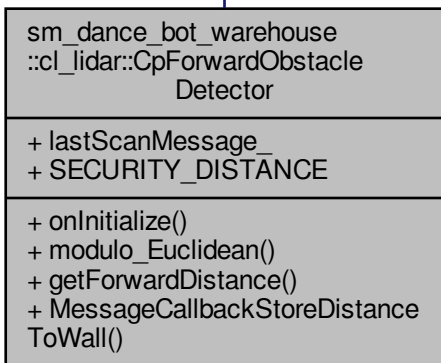 sm_dance_bot_warehouse
::cl_lidar::CpForwardObstacle
Detector
+ lastScanMessage_
+ SECURITY_DISTANCE
+ onInitialize()
+ modulo_Euclidean()
+ getForwardDistance()
+ MessageCallbackStoreDistance
ToWall()